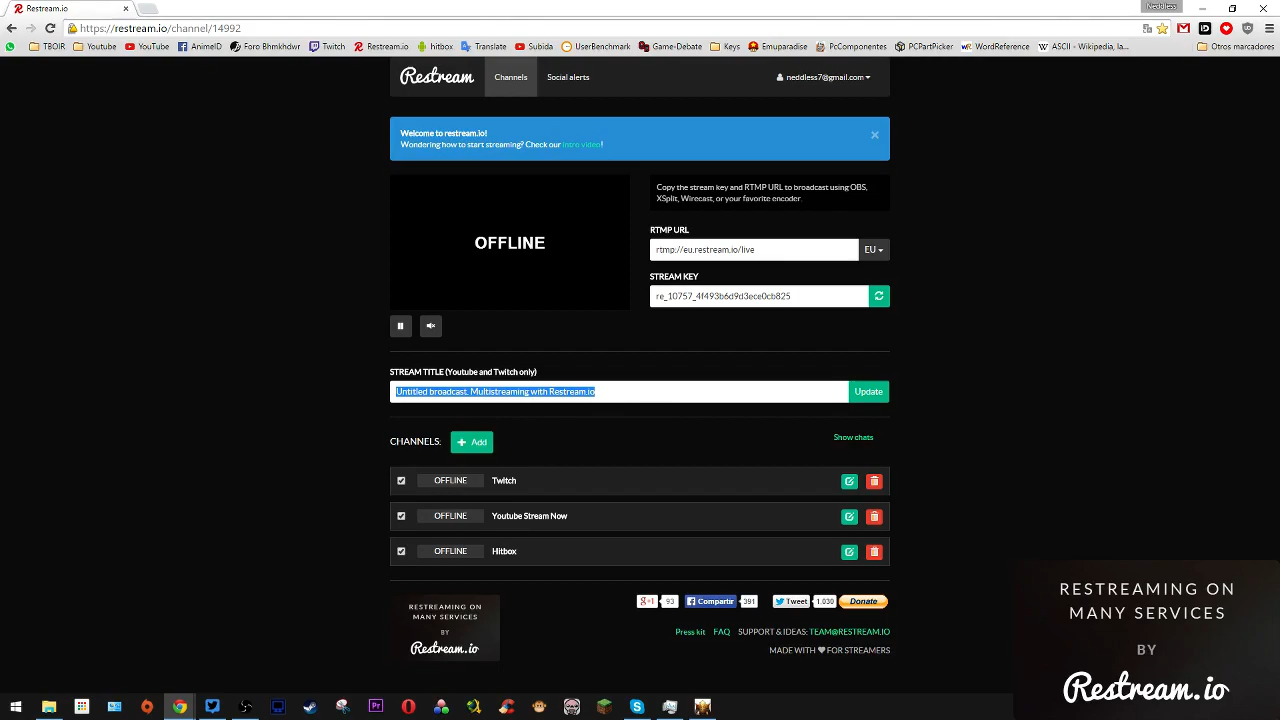 Neddless
Restream.io
https://restream.io/channel/14992
TBOIR Youtube YouTube AnimeID Foro Bhmkhdvr Twitch Restream.io hitbox Translate Subida UserBenchmark Game-Debate Keys Emuparadise PcComponentes PCPartPicker WordReference ASCII - Wikipedia, la... Otros marcadores
Restream Channels Social alerts neddless7@gmail.com
Welcome to restream.io!
Wondering how to start streaming? Check our intro video!
OFFLINE
Copy the stream key and RTMP URL to broadcast using OBS,
XSplit, Wirecast, or your favorite encoder.
RTMP URL
rtmp://eu.restream.io/live EU
STREAM KEY
re_10757_4f493b6d9d3ece0cb825
STREAM TITLE (Youtube and Twitch only)
Untitled broadcast. Multistreaming with Restream.io Update
CHANNELS: Add Show chats
OFFLINE Twitch
OFFLINE Youtube Stream Now
OFFLINE Hitbox
g+1 93 Compartir 391 Tweet 1.030 Donate
RESTREAMING ON
MANY SERVICES
BY
Restream.io
Press kit FAQ SUPPORT & IDEAS: TEAM@RESTREAM.IO
MADE WITH FOR STREAMERS
RESTREAMING ON
MANY SERVICES
BY
Restream.io